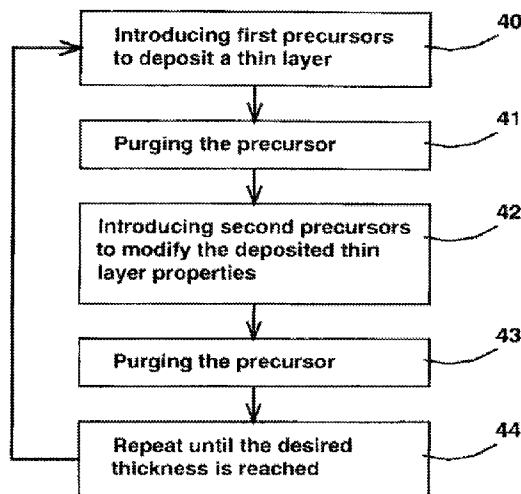 40
Introducing first precursors
to deposit a thin layer
41
Purging the precursor
42
Introducing second precursors
to modify the deposited thin
layer properties
43
Purging the precursor
44
Repeat until the desired
thickness is reached